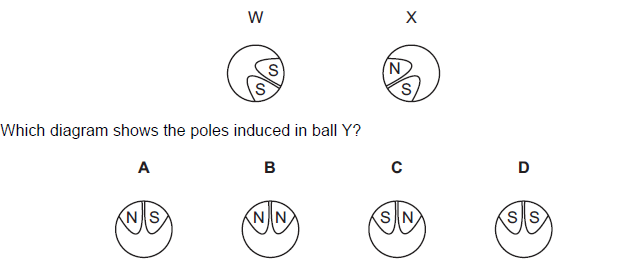 W X
S S N S
Which diagram shows the poles induced in ball Y?
A B C D
N S N N S N S S